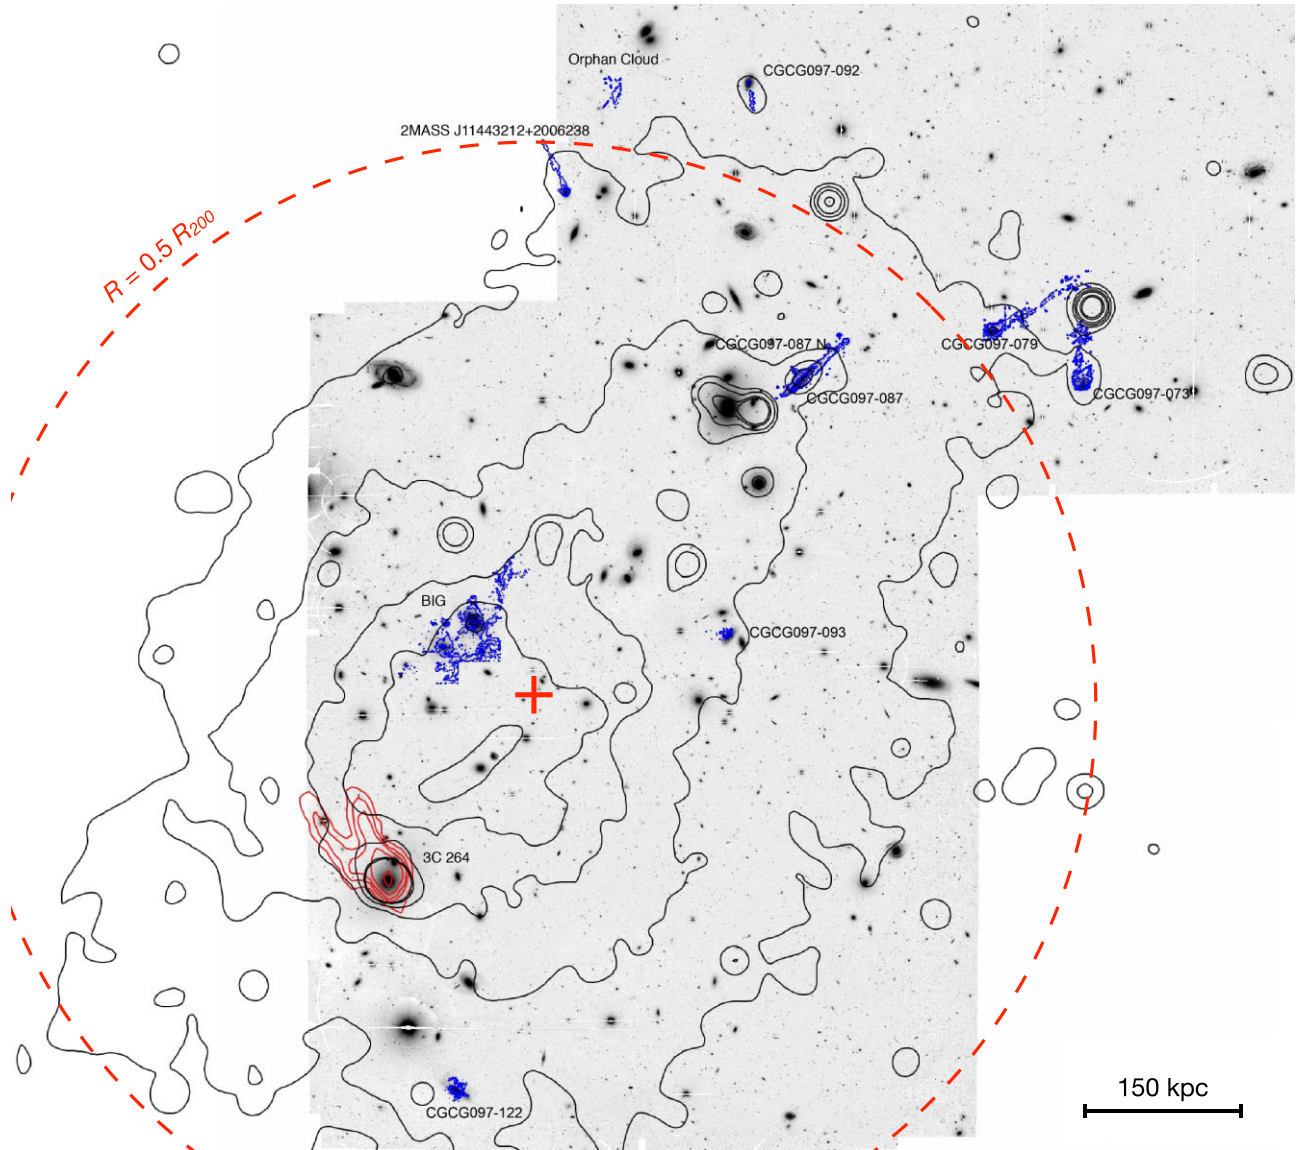 Orphan Cloud
CGCG097-092
2MASS J11443212+2006238
R = 0.5 R200
CGCG097-087 N
CGCG097-079
CGCG097-087
CGCG097-073
BIG
CGCG097-093
3C 264
150 kpc
CGCG097-122